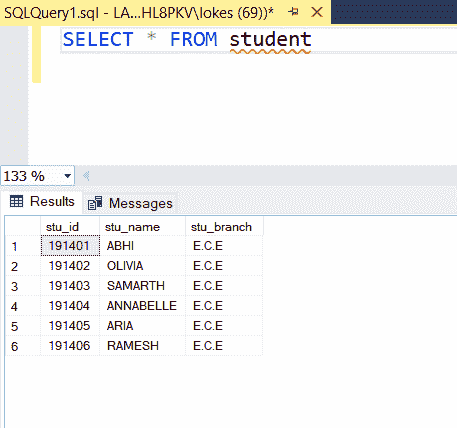 SQLQuery1.sql - LA...HL8PKV\lokes (69))*
SELECT * FROM student
133 %
Results Messages
stu_id stu_name stu_branch
1 191401 ABHI E.C.E
2 191402 OLIVIA E.C.E
3 191403 SAMARTH E.C.E
4 191404 ANNABELLE E.C.E
5 191405 ARIA E.C.E
6 191406 RAMESH E.C.E